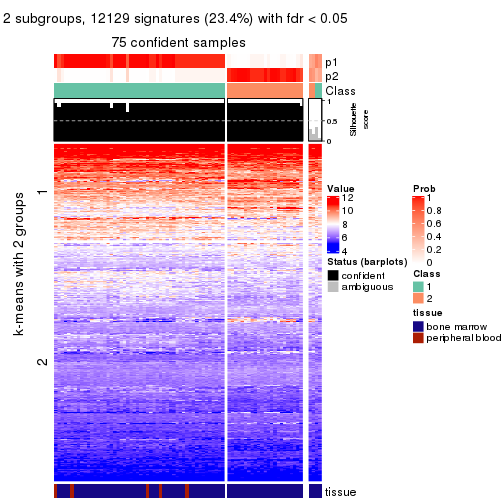 2 subgroups, 12129 signatures (23.4%) with fdr < 0.05
75 confident samples
p1
p2
Class
1
0.5
0
Silhouette
score
k-means with 2 groups
1
2
tissue
Value
12
10
8
6
4
Status (barplots)
confident
ambiguous
Prob
1
0.8
0.6
0.4
0.2
0
Class
1
2
tissue
bone marrow
peripheral blood